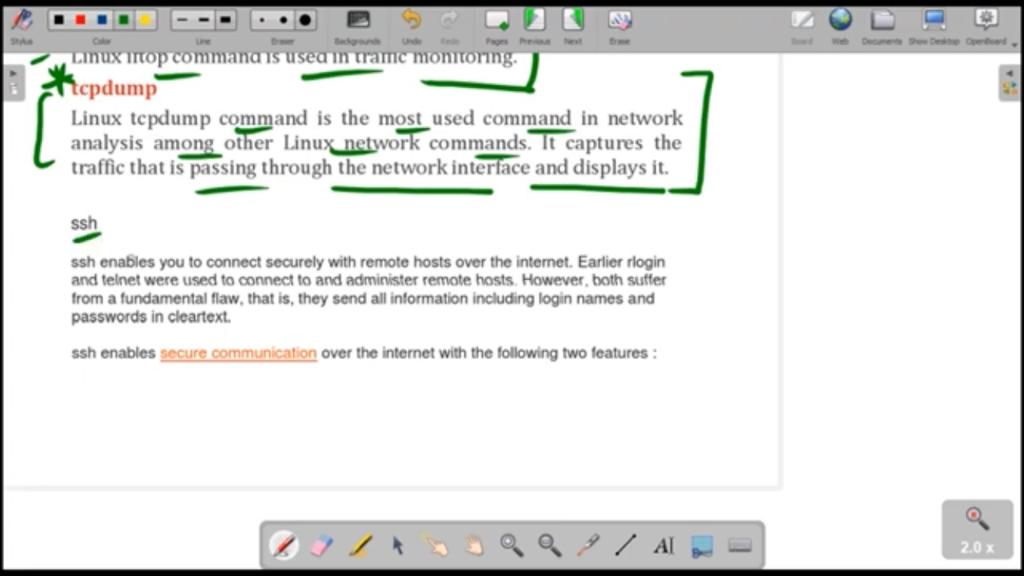 Stylus
Color
Line
Eraser
Backgrounds
Undo
Redo
Pages
Previous
Next
Erase
Board
Web
Documents
Show Desktop
OpenBoard
Linux iftop command is used in traffic monitoring.
tcpdump
Linux tcpdump command is the most used command in network
analysis among other Linux network commands. It captures the
traffic that is passing through the network interface and displays it.
ssh
ssh enables you to connect securely with remote hosts over the internet. Earlier rlogin
and telnet were used to connect to and administer remote hosts. However, both suffer
from a fundamental flaw, that is, they send all information including login names and
passwords in cleartext.
ssh enables secure communication over the internet with the following two features :
AI
2.0 x